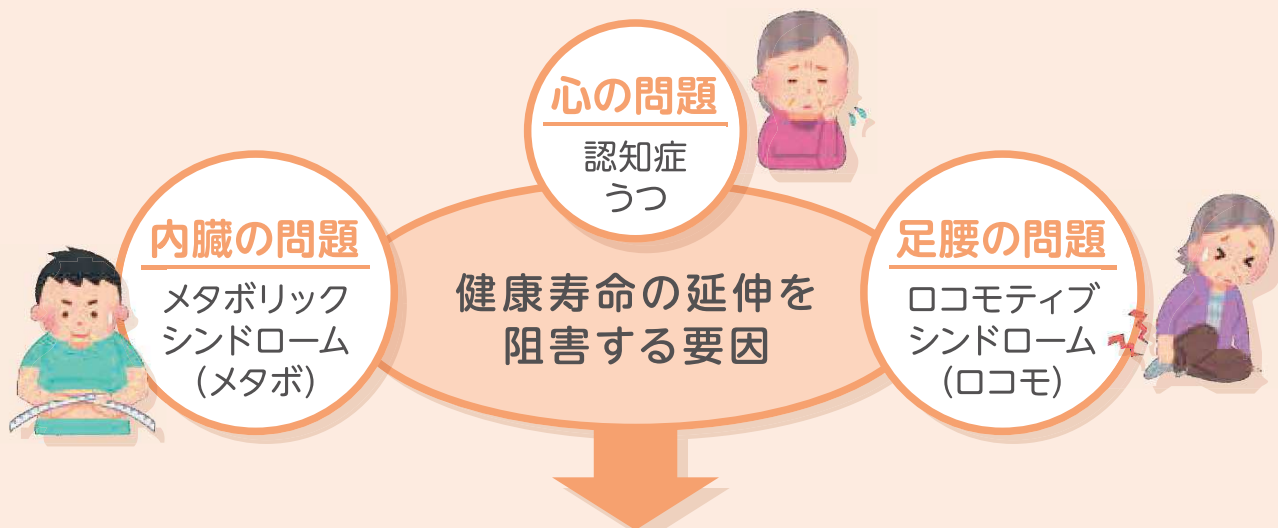 心の問題
認知症
うつ
内臓の問題
メタボリック
シンドローム
(メタボ)
健康寿命の延伸を
阻害する要因
足腰の問題
ロコモティブ
シンドローム
(ロコモ)